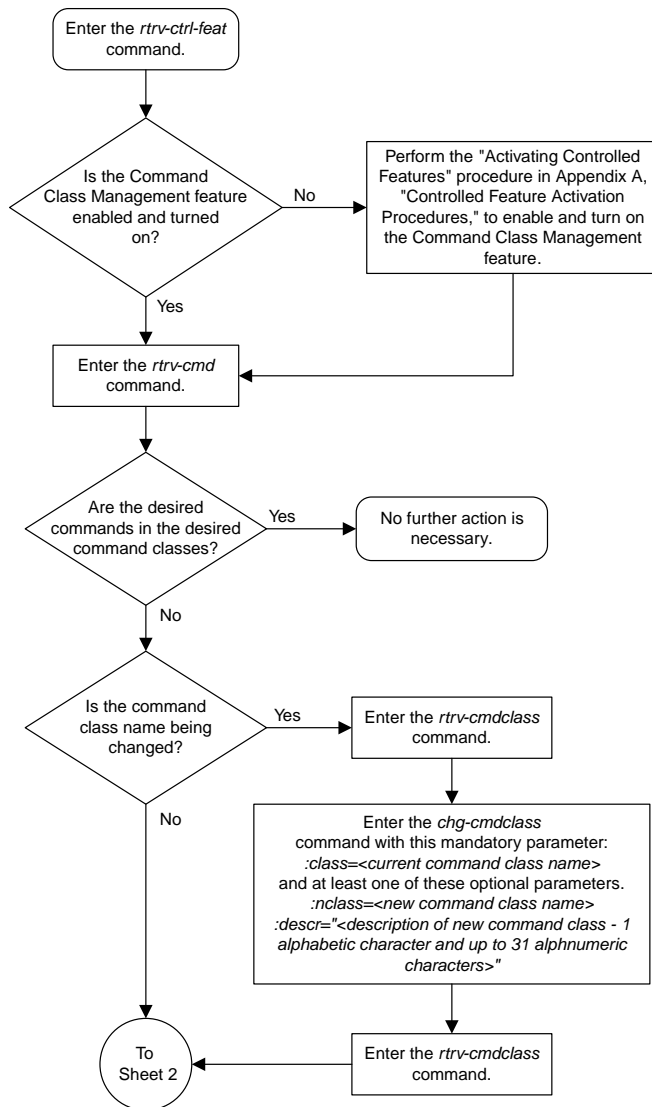 Enter the rtrv-ctrl-feat
command.
Is the Command
Class Management feature
enabled and turned
on?
No
Perform the "Activating Controlled
Features" procedure in Appendix A,
"Controlled Feature Activation
Procedures," to enable and turn on
the Command Class Management
feature.
Yes
Enter the rtrv-cmd
command.
Are the desired
commands in the desired
command classes?
Yes
No further action is
necessary.
No
Is the command
class name being
changed?
Yes
Enter the rtrv-cmdclass
command.
No
Enter the chg-cmdclass
command with this mandatory parameter:
:class=<current command class name>
and at least one of these optional parameters.
:nclass=<new command class name>
:descr="<description of new command class - 1
alphabetic character and up to 31 alphnumeric
characters>"
To
Sheet 2
Enter the rtrv-cmdclass
command.